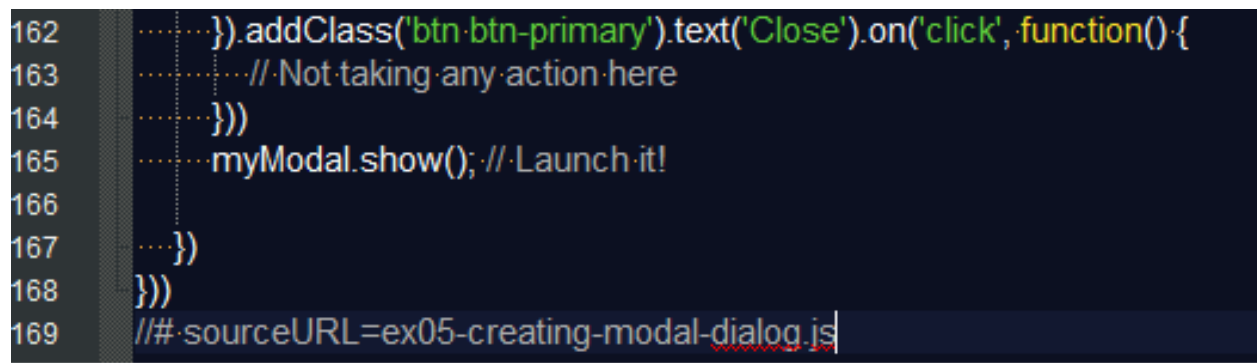 162 }).addClass('btn btn-primary').text('Close').on('click', function() {
163 // Not taking any action here
164 }))
165 myModal.show(); // Launch it!
166
167 })
168 }))
169 //# sourceURL=ex05-creating-modal-dialog.js